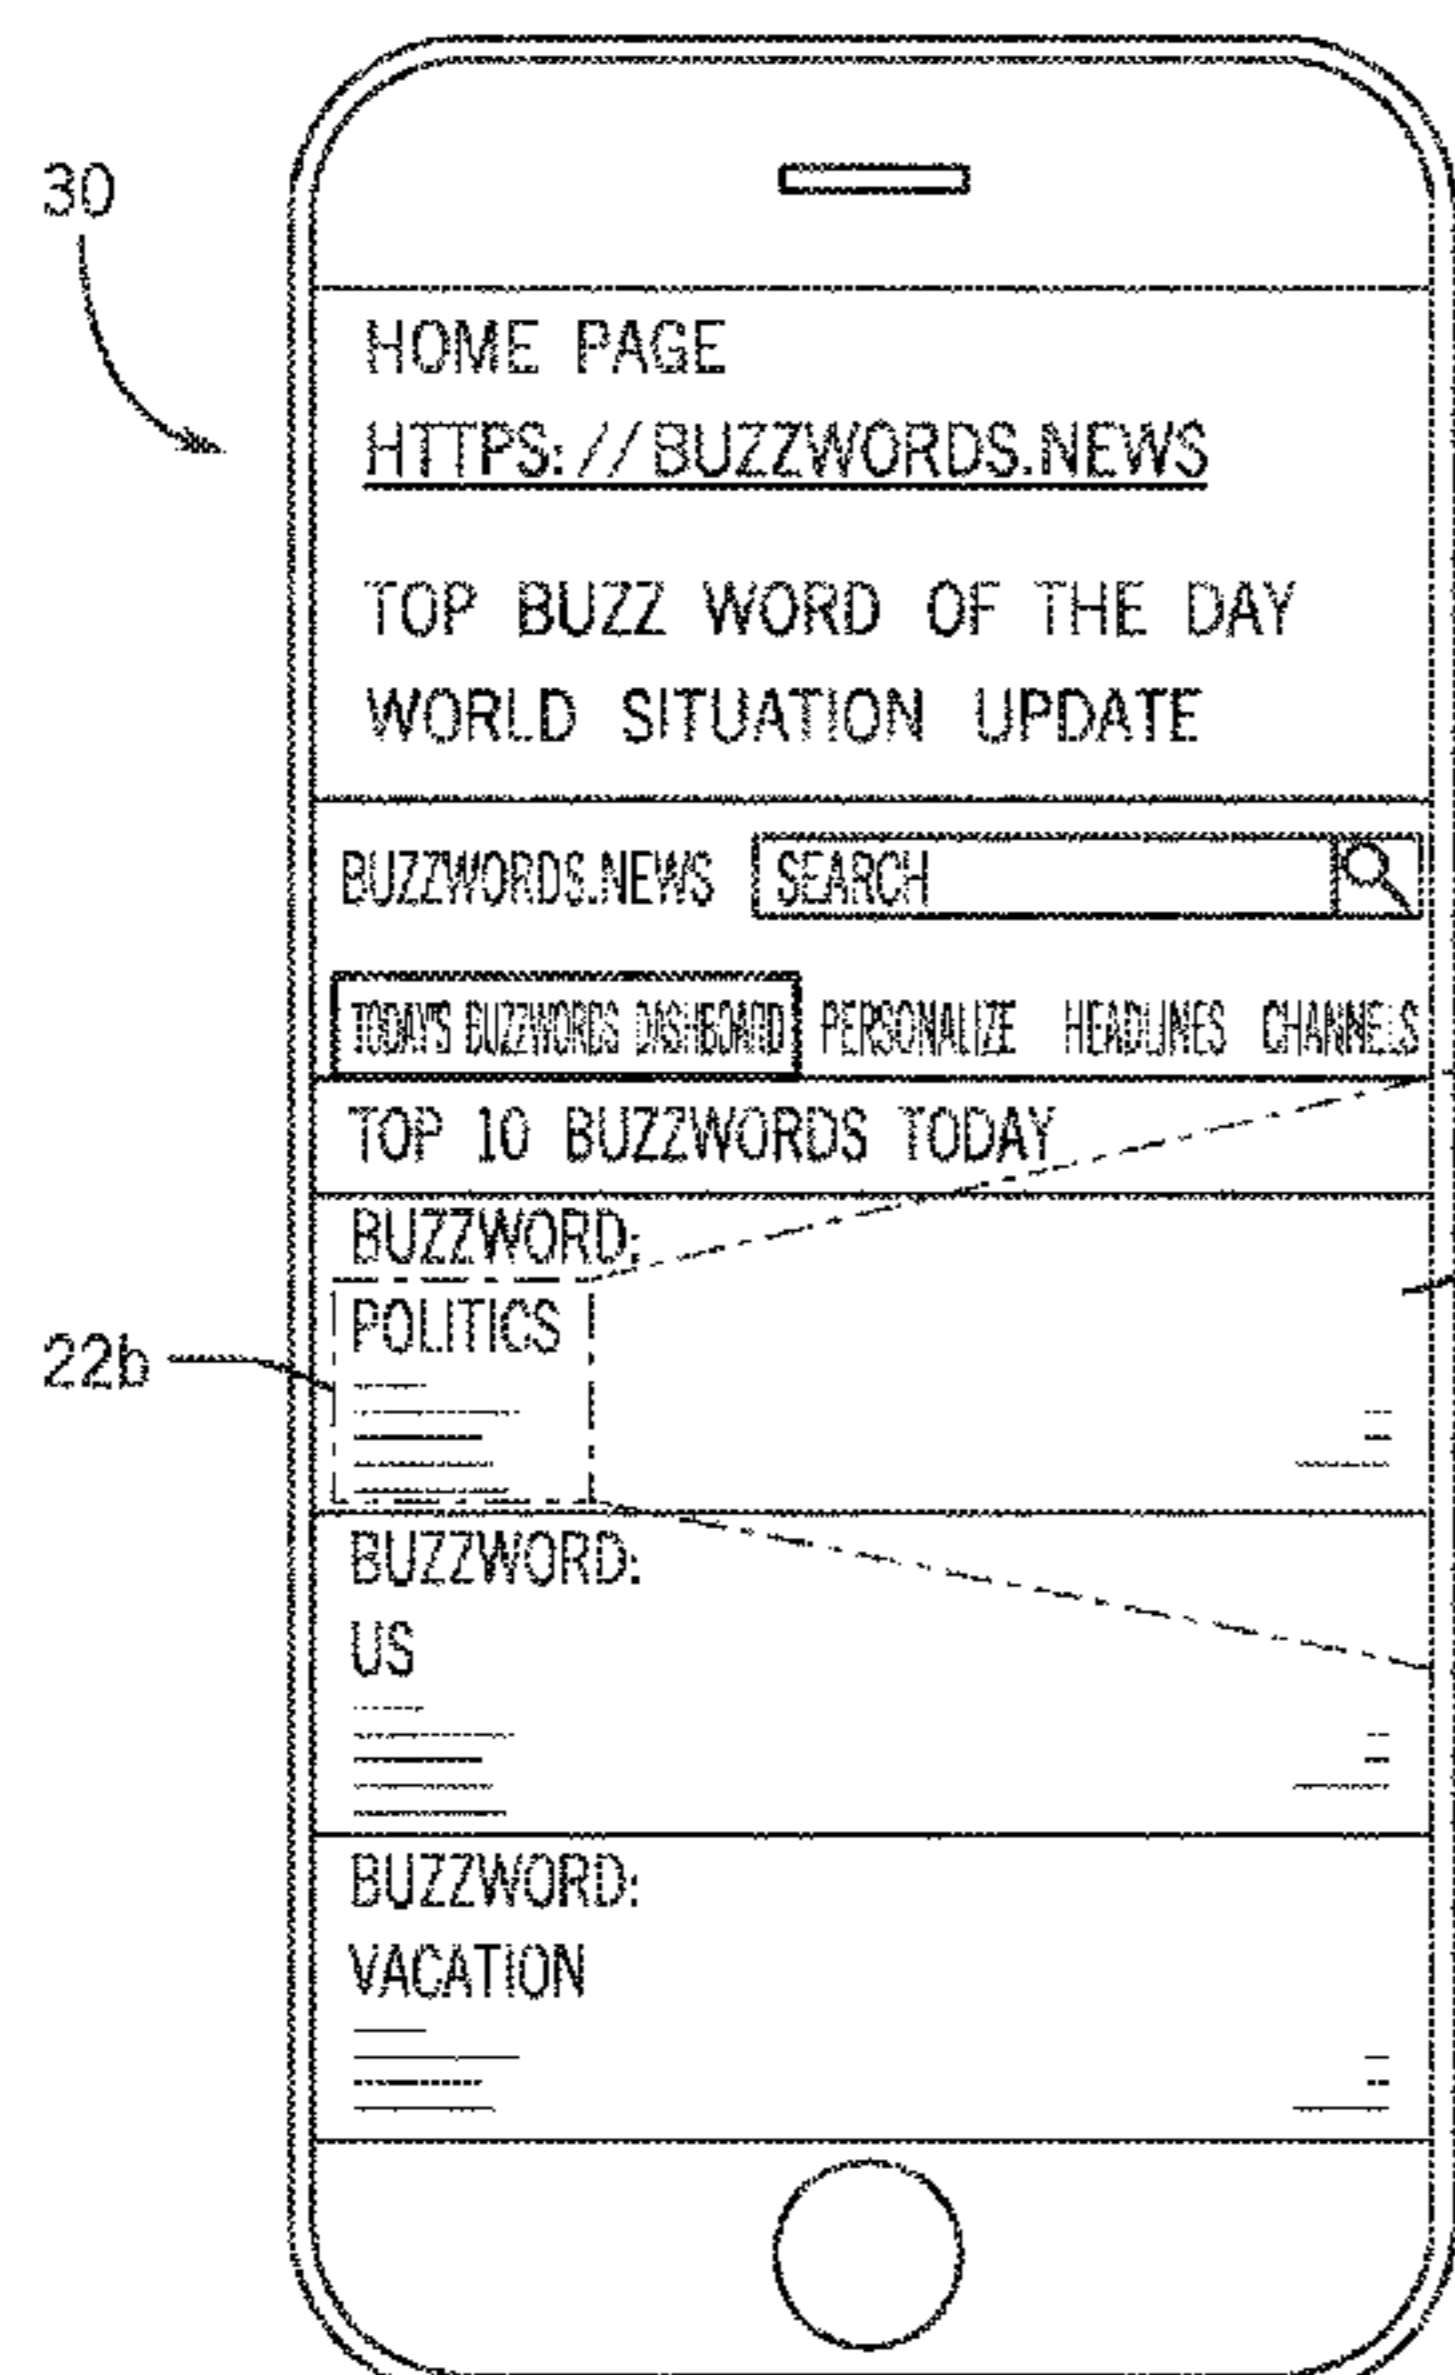 30
HOME PAGE
HTTPS://BUZZWORDS.NEWS
TOP BUZZ WORD OF THE DAY
WORLD SITUATION UPDATE
BUZZWORDS.NEWS SEARCH
TODAY'S BUZZWORDS DASHBOARD PERSONALIZE HEADLINES CHANNELS
TOP 10 BUZZWORDS TODAY
BUZZWORD:
POLITICS
22b
BUZZWORD:
US
BUZZWORD:
VACATION